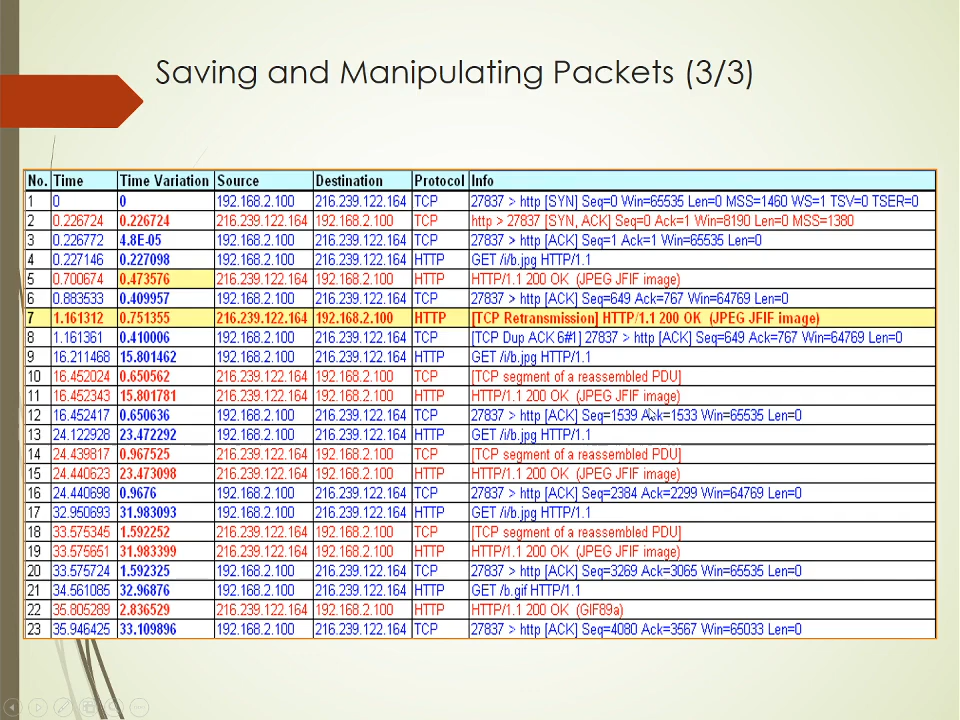 Saving and Manipulating Packets (3/3)
No. Time Time Variation Source Destination Protocol Info
1 0 0 192.168.2.100 216.239.122.164 TCP 27837 > http [SYN] Seq=0 Win=65535 Len=0 MSS=1460 WS=1 TSV=0 TSER=0
2 0.226724 0.226724 216.239.122.164 192.168.2.100 TCP http > 27837 [SYN, ACK] Seq=0 Ack=1 Win=8190 Len=0 MSS=1380
3 0.226772 4.8E-05 192.168.2.100 216.239.122.164 TCP 27837 > http [ACK] Seq=1 Ack=1 Win=65535 Len=0
4 0.227146 0.227098 192.168.2.100 216.239.122.164 HTTP GET /i/b.jpg HTTP/1.1
5 0.700674 0.473576 216.239.122.164 192.168.2.100 HTTP HTTP/1.1 200 OK (JPEG JFIF image)
6 0.883533 0.409957 192.168.2.100 216.239.122.164 TCP 27837 > http [ACK] Seq=649 Ack=767 Win=64769 Len=0
7 1.161312 0.751355 216.239.122.164 192.168.2.100 HTTP [TCP Retransmission] HTTP/1.1 200 OK (JPEG JFIF image)
8 1.161361 0.410006 192.168.2.100 216.239.122.164 TCP [TCP Dup ACK 6#1] 27837 > http [ACK] Seq=649 Ack=767 Win=64769 Len=0
9 16.211468 15.801462 192.168.2.100 216.239.122.164 HTTP GET /i/b.jpg HTTP/1.1
10 16.452024 0.650562 216.239.122.164 192.168.2.100 TCP [TCP segment of a reassembled PDU]
11 16.452343 15.801781 216.239.122.164 192.168.2.100 HTTP HTTP/1.1 200 OK (JPEG JFIF image)
12 16.452417 0.650636 192.168.2.100 216.239.122.164 TCP 27837 > http [ACK] Seq=1539 Ack=1533 Win=65535 Len=0
13 24.122928 23.472292 192.168.2.100 216.239.122.164 HTTP GET /i/b.jpg HTTP/1.1
14 24.439817 0.967525 216.239.122.164 192.168.2.100 TCP [TCP segment of a reassembled PDU]
15 24.440623 23.473098 216.239.122.164 192.168.2.100 HTTP HTTP/1.1 200 OK (JPEG JFIF image)
16 24.440698 0.9676 192.168.2.100 216.239.122.164 TCP 27837 > http [ACK] Seq=2384 Ack=2299 Win=64769 Len=0
17 32.950693 31.983093 192.168.2.100 216.239.122.164 HTTP GET /i/b.jpg HTTP/1.1
18 33.575345 1.592252 216.239.122.164 192.168.2.100 TCP [TCP segment of a reassembled PDU]
19 33.575651 31.983399 216.239.122.164 192.168.2.100 HTTP HTTP/1.1 200 OK (JPEG JFIF image)
20 33.575724 1.592325 192.168.2.100 216.239.122.164 TCP 27837 > http [ACK] Seq=3269 Ack=3065 Win=65535 Len=0
21 34.561085 32.96876 192.168.2.100 216.239.122.164 HTTP GET /b.gif HTTP/1.1
22 35.805289 2.836529 216.239.122.164 192.168.2.100 HTTP HTTP/1.1 200 OK (GIF89a)
23 35.946425 33.109896 192.168.2.100 216.239.122.164 TCP 27837 > http [ACK] Seq=4080 Ack=3567 Win=65033 Len=0